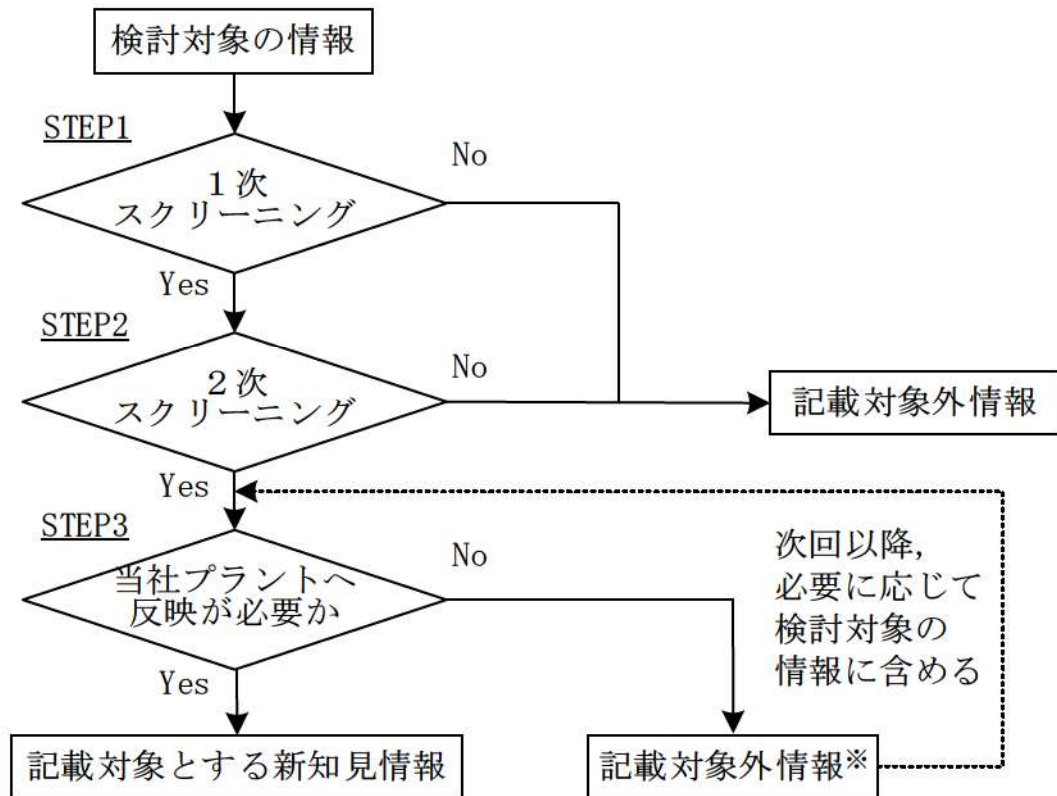 検討対象の情報
STEP1
No
1次
スクリーニング
Yes
STEP2
No
2次
スクリーニング
記載対象外情報
Yes
STEP3
No
当社プラントへ
反映が必要か
次回以降,
必要に応じて
検討対象の
情報に含める
Yes
記載対象とする新知見情報
記載対象外情報※